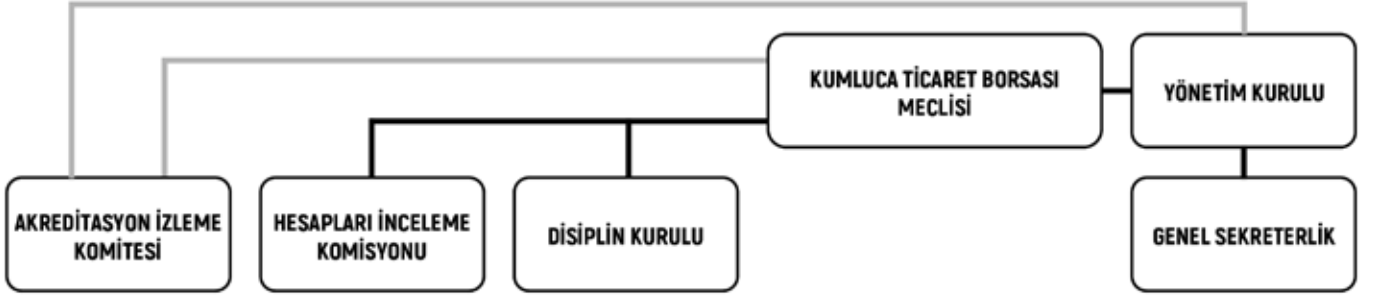 KUMLUCA TİCARET BORSASI
MECLİSİ
YÖNETİM KURULU
AKREDİTASYON İZLEME
KOMİTESİ
HESAPLARI İNCELEME
KOMİSYONU
DİSİPLİN KURULU
GENEL SEKRETERLİK